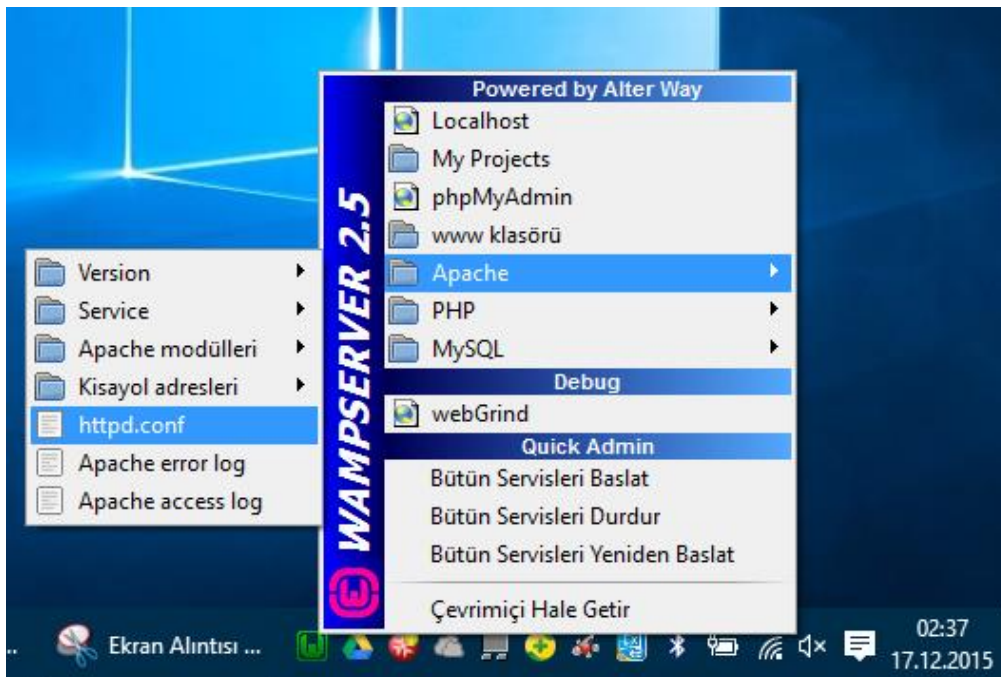 Powered by Alter Way
Localhost
My Projects
phpMyAdmin
www klasörü
Apache
PHP
MySQL
Debug
webGrind
Quick Admin
Bütün Servisleri Baslat
Bütün Servisleri Durdur
Bütün Servisleri Yeniden Baslat
Çevrimiçi Hale Getir
WAMPSERVER 2.5
Version
Service
Apache modülleri
Kisayol adresleri
httpd.conf
Apache error log
Apache access log
.. Ekran Alıntısı ...
02:37
17.12.2015